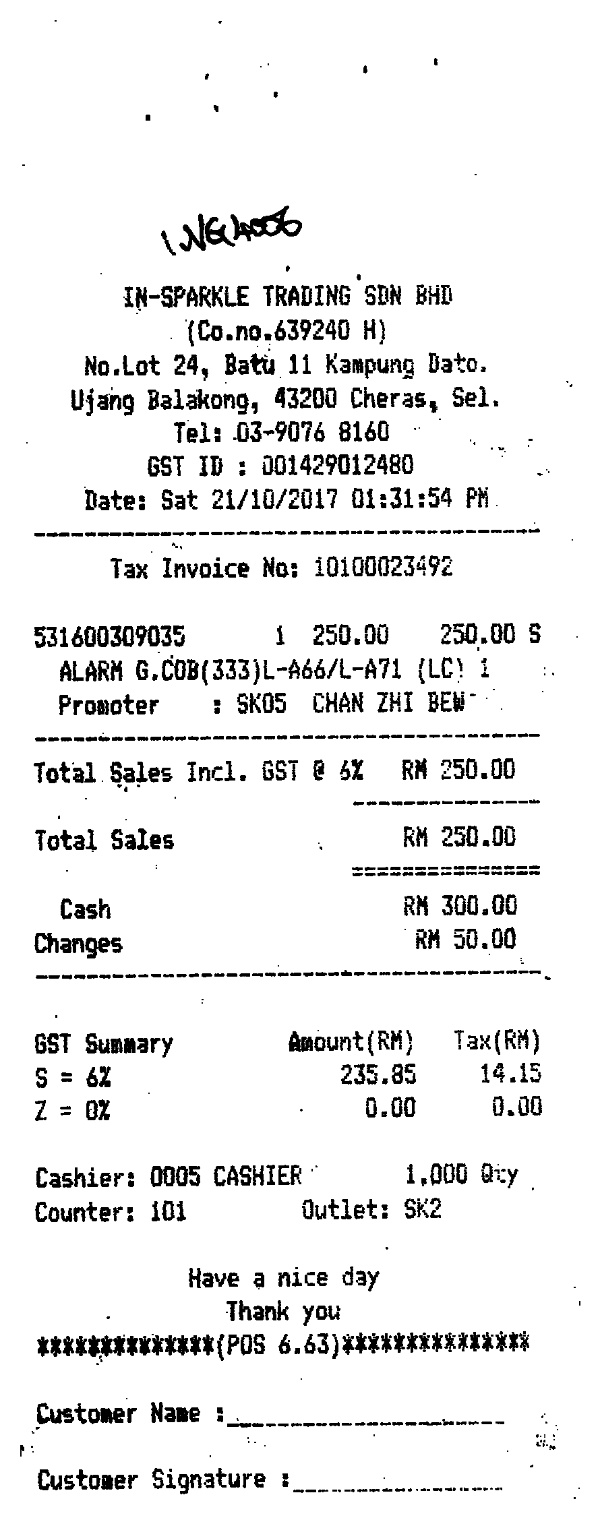 IN-SPARKLE TRADING SDN BHD
(Co.no.639240 H)
No.Lot 24, Batu 11 Kampung Dato.
Ujang Balakong, 43200 Cheras, Sel.
Tel: 03-9076 8160
GST ID : 001429012480
Date: Sat 21/10/2017 01:31:54 PM
Tax Invoice No: 10100023492
531600309035 1 250.00 250.00 S
ALARM G.COB(333)L-A66/L-A71 (LC) 1
Promoter : SK05 CHAN ZHI BEW
Total Sales Incl. GST @ 6% RM 250.00
Total Sales RM 250.00
Cash RM 300.00
Changes RM 50.00
GST Summary Amount(RM) Tax(RM)
S = 6% 235.85 14.15
Z = 0% 0.00 0.00
Cashier: 0005 CASHIER 1.000 Qty
Counter: 101 Outlet: SK2
Have a nice day
Thank you
**************(POS 6.63)***************
Customer Name :
Customer Signature :